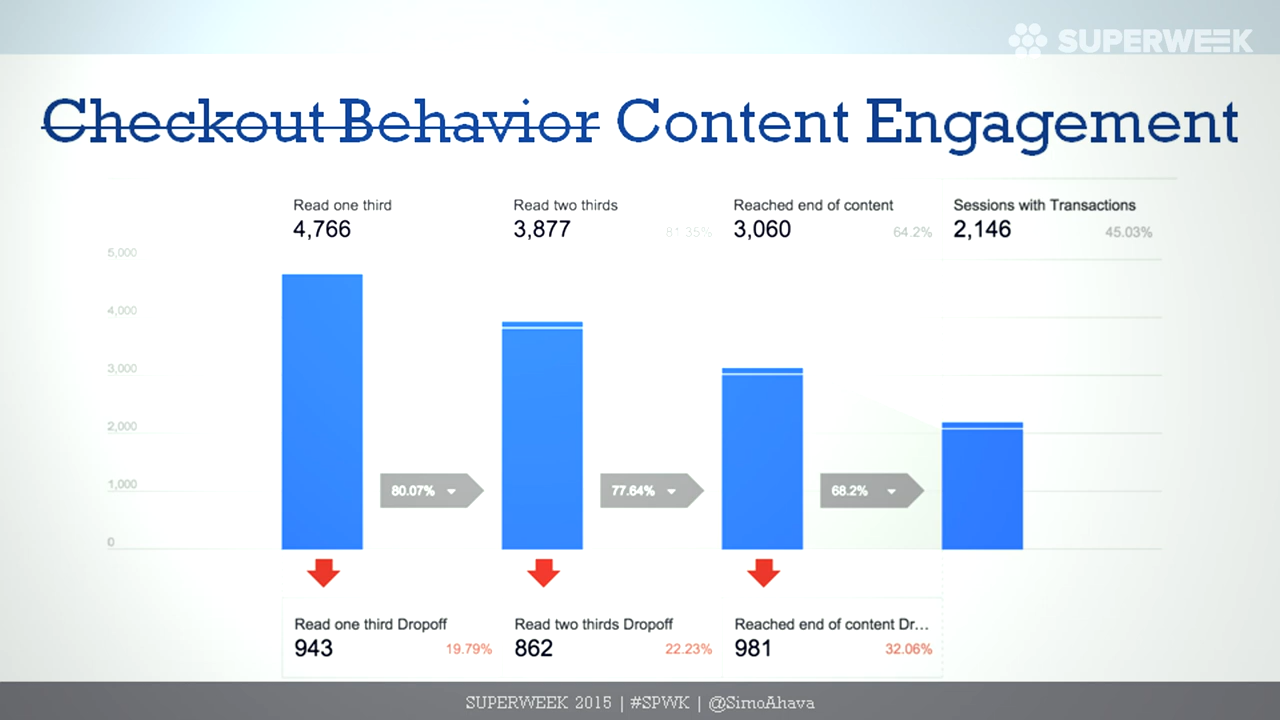 SUPERWEEK
Checkout Behavior Content Engagement
Read one third
4,766
Read two thirds
3,877 81.35%
Reached end of content
3,060 64.2%
Sessions with Transactions
2,146 45.03%
5,000
4,000
3,000
2,000
1,000
0
80.07%
77.64%
68.2%
Read one third Dropoff
943 19.79%
Read two thirds Dropoff
862 22.23%
Reached end of content Dr...
981 32.06%
SUPERWEEK 2015 | #SPWK | @SimoAhava